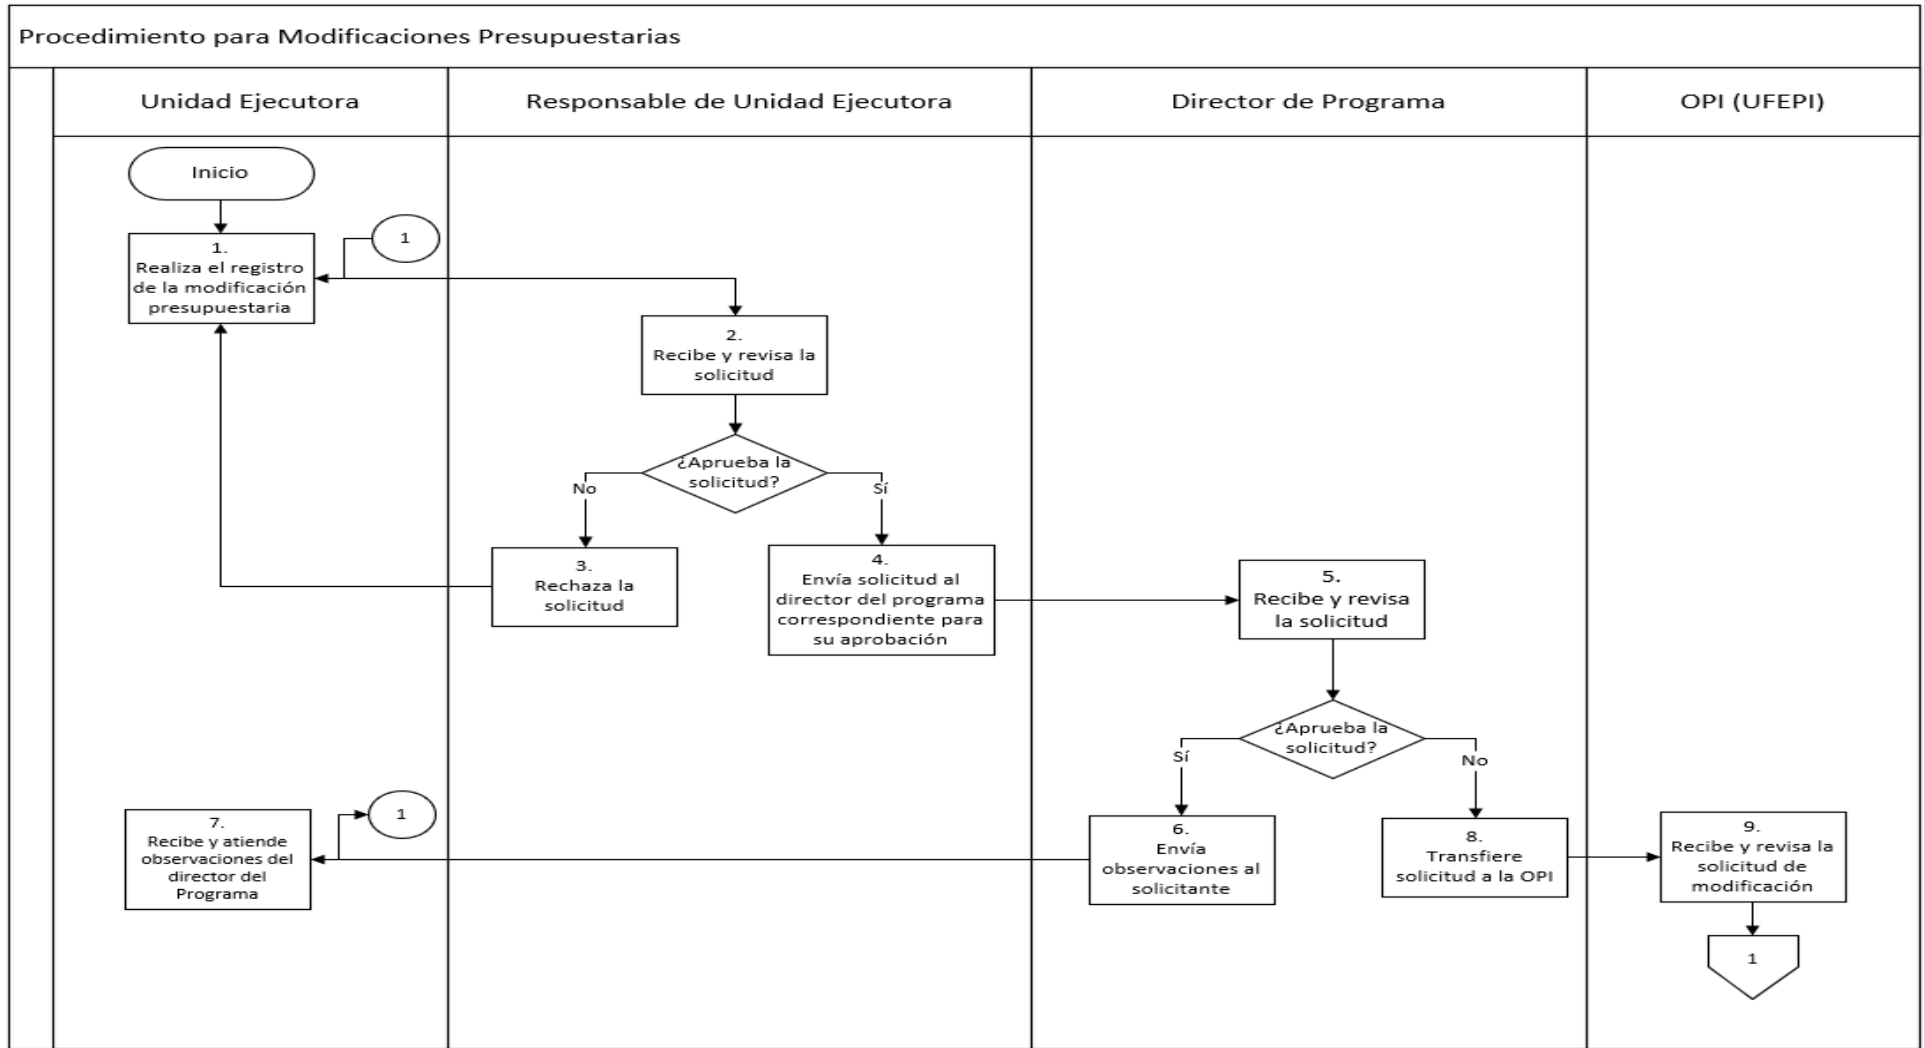 Procedimiento para Modificaciones Presupuestarias
Unidad Ejecutora
Responsable de Unidad Ejecutora
Director de Programa
OPI (UFEPI)
Inicio
1
1.
Realiza el registro
de la modificación
presupuestaria
2.
Recibe y revisa la
solicitud
¿Aprueba la
solicitud?
No
Sí
3.
Rechaza la
solicitud
4.
Envía solicitud al
director del programa
correspondiente para
su aprobación
5.
Recibe y revisa
la solicitud
¿Aprueba la
solicitud?
Sí
No
6.
Envía
observaciones al
solicitante
1
7.
Recibe y atiende
observaciones del
director del
Programa
8.
Transfiere
solicitud a la OPI
9.
Recibe y revisa la
solicitud de
modificación
1